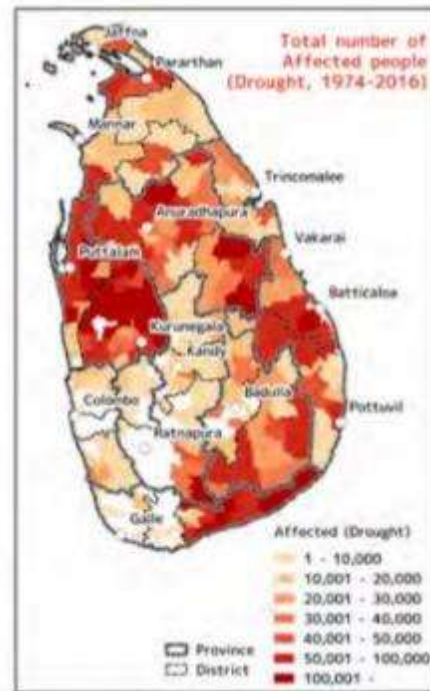 Jaffna
Total number of
Affected people
(Drought, 1974-2016)
Pararthan
Mannar
Trinconalee
Anuradhapura
Vakarai
Puttalam
Batticaloa
Kurunegala
Kandy
Badulla
Colombo
Pottuvil
Ratnapura
Galle
Affected (Drought)
1 - 10,000
10,001 - 20,000
20,001 - 30,000
30,001 - 40,000
40,001 - 50,000
50,001 - 100,000
100,001 -
Province
District